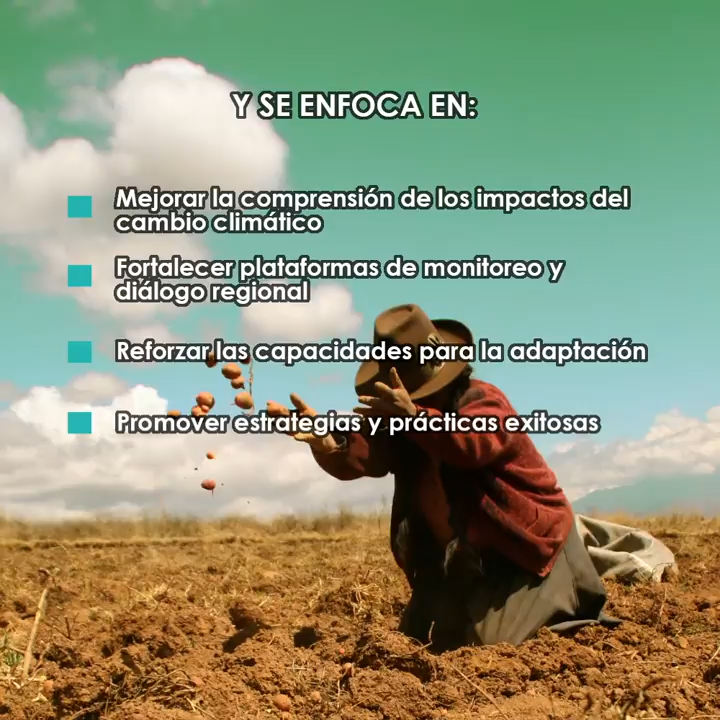 Y SE ENFOCA EN:
Mejorar la comprensión de los impactos del
cambio climático
Fortalecer plataformas de monitoreo y
diálogo regional
Reforzar las capacidades para la adaptación
Promover estrategias y prácticas exitosas